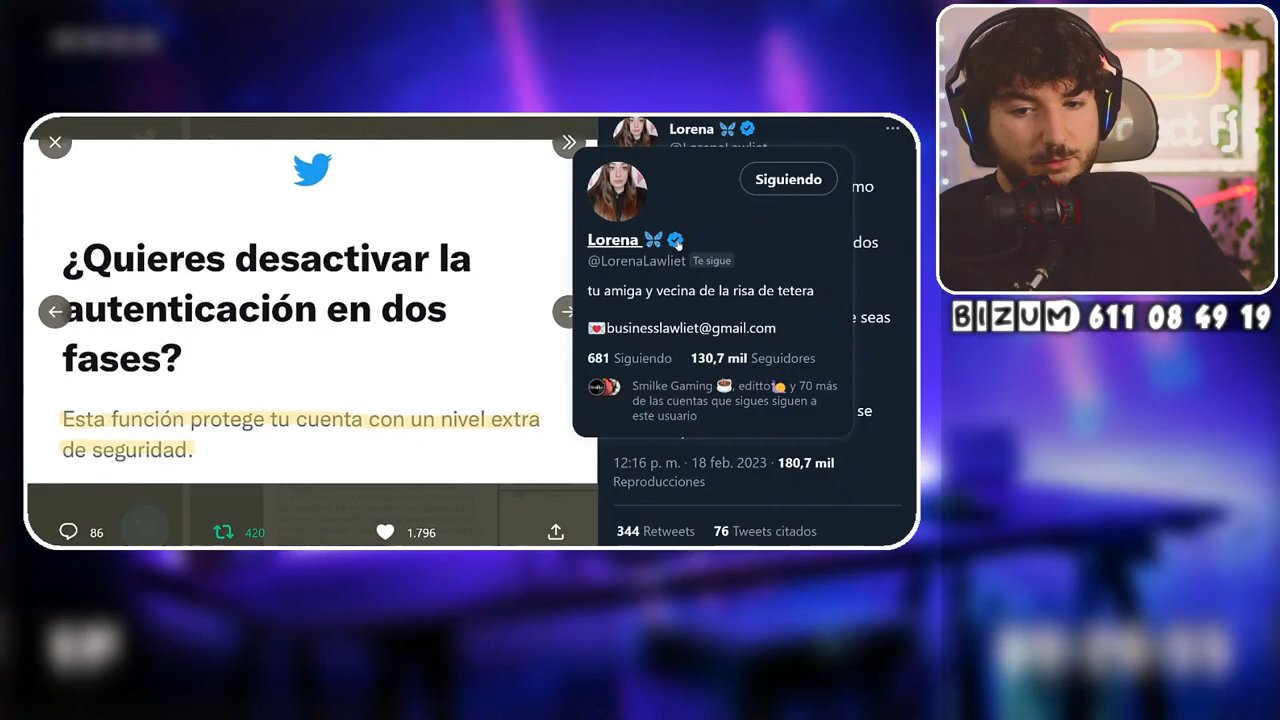 ¿Quieres desactivar la
autenticación en dos
fases?
Esta función protege tu cuenta con un nivel extra
de seguridad.
86
420
1.796
Lorena
@LorenaLawliet
Siguiendo
Lorena
@LorenaLawliet Te sigue
tu amiga y vecina de la risa de tetera
businesslawliet@gmail.com
681 Siguiendo 130,7 mil Seguidores
Smilke Gaming, editto y 70 más
de las cuentas que sigues siguen a
este usuario
mo
dos
e seas
se
12:16 p. m. · 18 feb. 2023 · 180,7 mil
Reproducciones
344 Retweets 76 Tweets citados
BIZUM 611 08 49 19